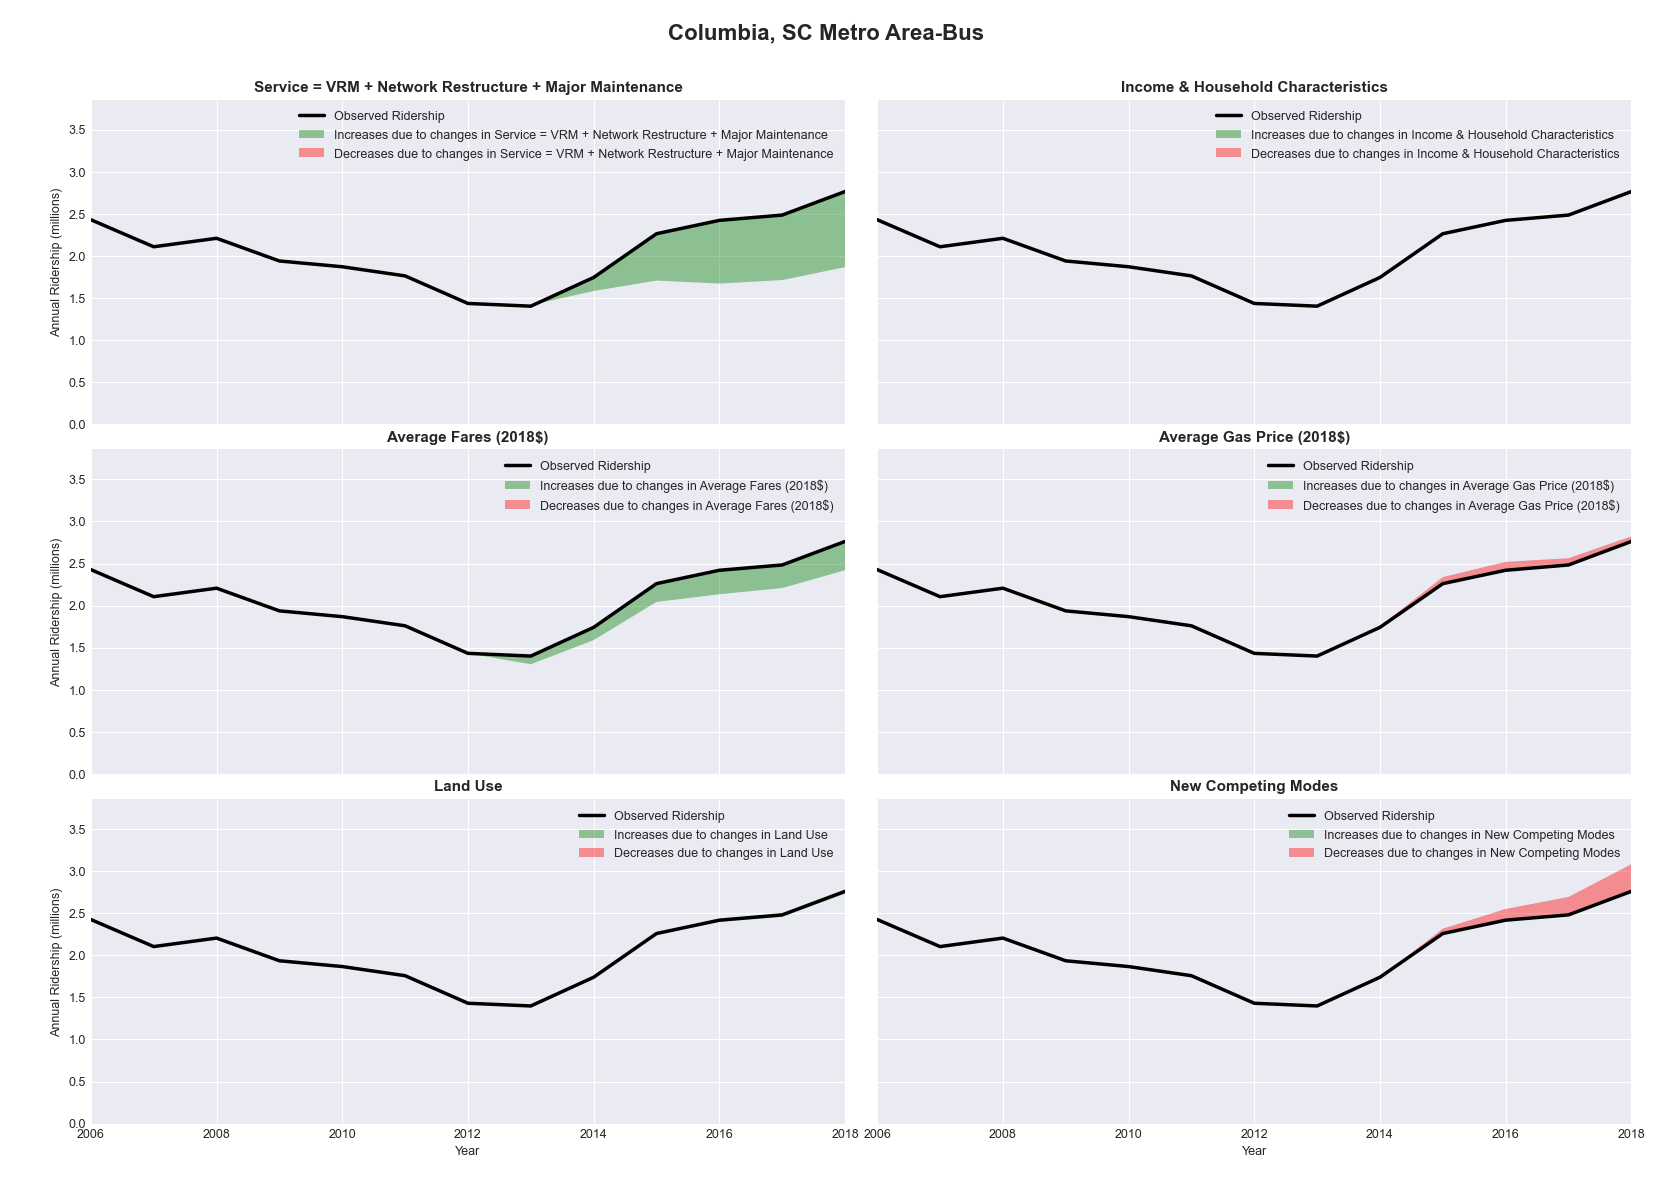 Columbia, SC Metro Area-Bus
Service = VRM + Network Restructure + Major Maintenance
Observed Ridership
Increases due to changes in Service = VRM + Network Restructure + Major Maintenance
Decreases due to changes in Service = VRM + Network Restructure + Major Maintenance
3.5
3.0
2.5
2.0
1.5
1.0
0.5
0.0
Annual Ridership (millions)
Income & Household Characteristics
Observed Ridership
Increases due to changes in Income & Household Characteristics
Decreases due to changes in Income & Household Characteristics
Average Fares (2018$)
Observed Ridership
Increases due to changes in Average Fares (2018$)
Decreases due to changes in Average Fares (2018$)
3.5
3.0
2.5
2.0
1.5
1.0
0.5
0.0
Annual Ridership (millions)
Average Gas Price (2018$)
Observed Ridership
Increases due to changes in Average Gas Price (2018$)
Decreases due to changes in Average Gas Price (2018$)
Land Use
Observed Ridership
Increases due to changes in Land Use
Decreases due to changes in Land Use
3.5
3.0
2.5
2.0
1.5
1.0
0.5
0.0
Annual Ridership (millions)
2006 2008 2010 2012 2014 2016 2018
Year
New Competing Modes
Observed Ridership
Increases due to changes in New Competing Modes
Decreases due to changes in New Competing Modes
2006 2008 2010 2012 2014 2016 2018
Year